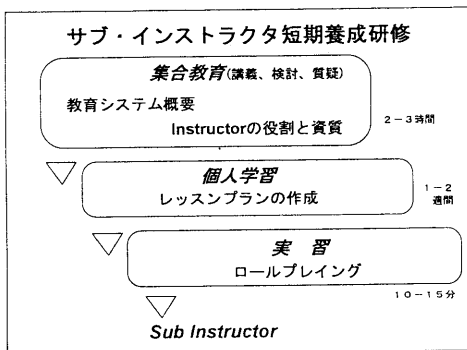 サブ・インストラクタ短期養成研修
集合教育(講義、検討、質疑)
教育システム概要
Instructorの役割と資質
2－3時間
個人学習
レッスンプランの作成
1－2
週間
実 習
ロールプレイング
10－15分
Sub Instructor